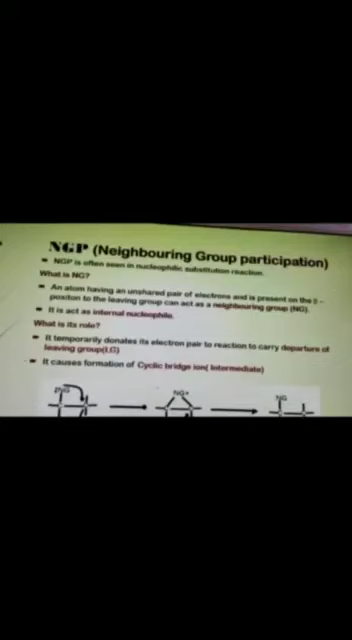 NGP (Neighbouring Group participation)
NGP is often seen in nucleophilic substitution reaction.
What is NG?
An atom having an unshared pair of electrons and is present on the β –
position to the leaving group can act as a neighbouring group (NG).
It is act as internal nucleophile.
What is its role?
It temporarily donates its electron pair to reaction to carry departure of
leaving group(LG)
It causes formation of Cyclic bridge ion( Intermediate)
NG NG+ NG